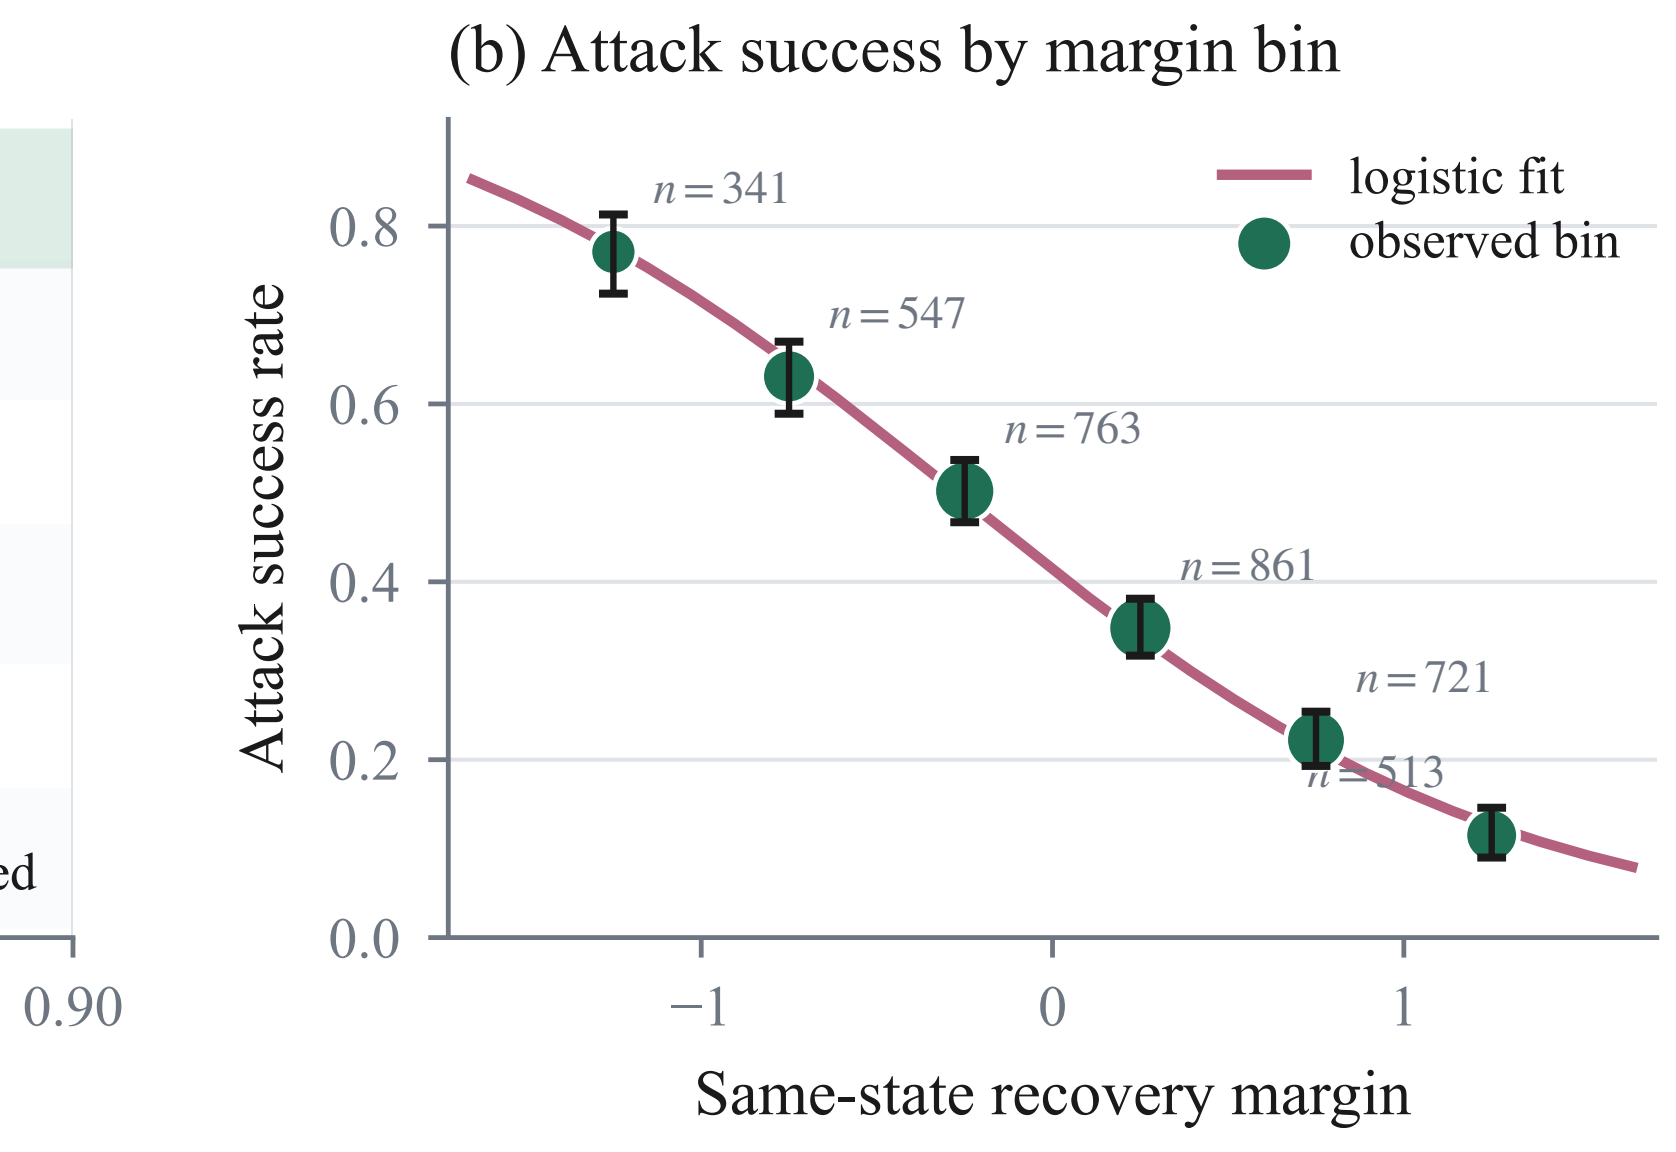 (b) Attack success by margin bin
logistic fit
observed bin
n=341
n=547
n=763
n=861
n=721
n=513
Attack success rate
0.8
0.6
0.4
0.2
0.0
−1
0
1
Same-state recovery margin
ed
0.90